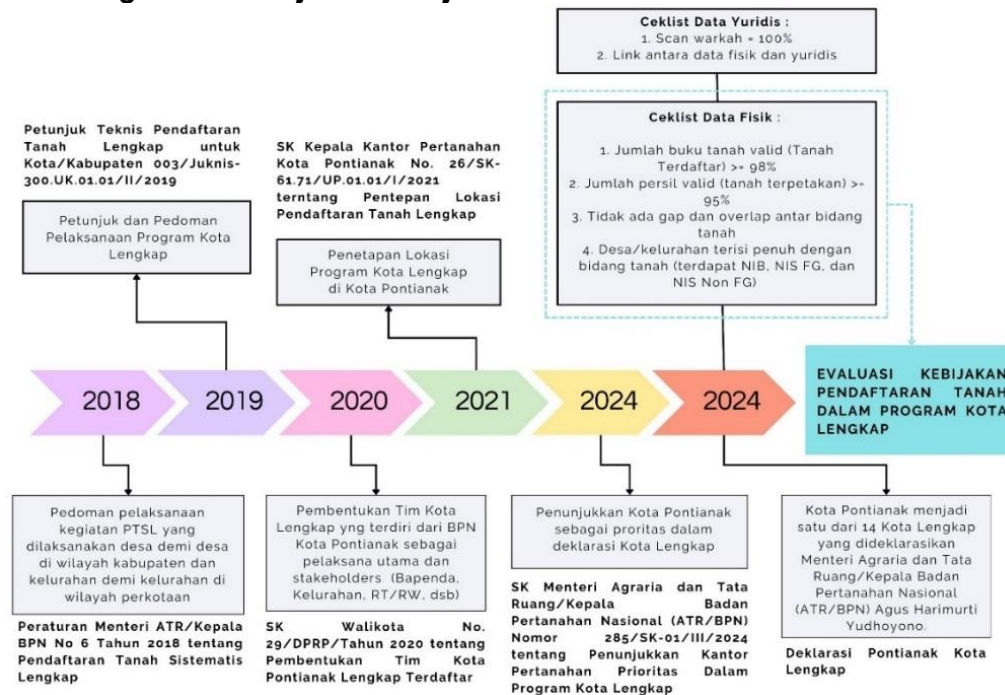 Ceklist Data Yuridis :
1. Scan warkah = 100%
2. Link antara data fisik dan yuridis
Ceklist Data Fisik :
1. Jumlah buku tanah valid (Tanah
Terdaftar) >= 98%
2. Jumlah persil valid (tanah terpetakan) >=
95%
3. Tidak ada gap dan overlap antar bidang
tanah
4. Desa/kelurahan terisi penuh dengan
bidang tanah (terdapat NIB, NIS FG, dan
NIS Non FG)
Petunjuk Teknis Pendaftaran
Tanah Lengkap untuk
Kota/Kabupaten 003/Juknis-
300.UK.01.01/II/2019
Petunjuk dan Pedoman
Pelaksanaan Program Kota
Lengkap
SK Kepala Kantor Pertanahan
Kota Pontianak No. 26/SK-
61.71/UP.01.01/I/2021
terntang Pentepan Lokasi
Pendaftaran Tanah Lengkap
Penetapan Lokasi
Program Kota Lengkap
di Kota Pontianak
2018
2019
2020
2021
2024
2024
EVALUASI KEBIJAKAN
PENDAFTARAN TANAH
DALAM PROGRAM KOTA
LENGKAP
Pedoman pelaksanaan
kegiatan PTSL yang
dilaksanakan desa demi desa
di wilayah kabupaten dan
kelurahan demi kelurahan di
wilayah perkotaan
Peraturan Menteri ATR/Kepala
BPN No 6 Tahun 2018 tentang
Pendaftaran Tanah Sistematis
Lengkap
Pembentukan Tim Kota
Lengkap yng terdiri dari BPN
Kota Pontianak sebagai
pelaksana utama dan
stakeholders (Bapenda,
Kelurahan, RT/RW, dsb)
SK Walikota No.
29/DPRP/Tahun 2020 tentang
Pembentukan Tim Kota
Pontianak Lengkap Terdaftar
Penunjukkan Kota Pontianak
sebagai proritas dalam
deklarasi Kota Lengkap
SK Menteri Agraria dan Tata
Ruang/Kepala Badan
Pertanahan Nasional (ATR/BPN)
Nomor 285/SK-01/III/2024
tentang Penunjukkan Kantor
Pertanahan Prioritas Dalam
Program Kota Lengkap
Kota Pontianak menjadi
satu dari 14 Kota Lengkap
yang dideklarasikan
Menteri Agraria dan Tata
Ruang/Kepala Badan
Pertanahan Nasional
(ATR/BPN) Agus Harimurti
Yudhoyono.
Deklarasi Pontianak Kota
Lengkap